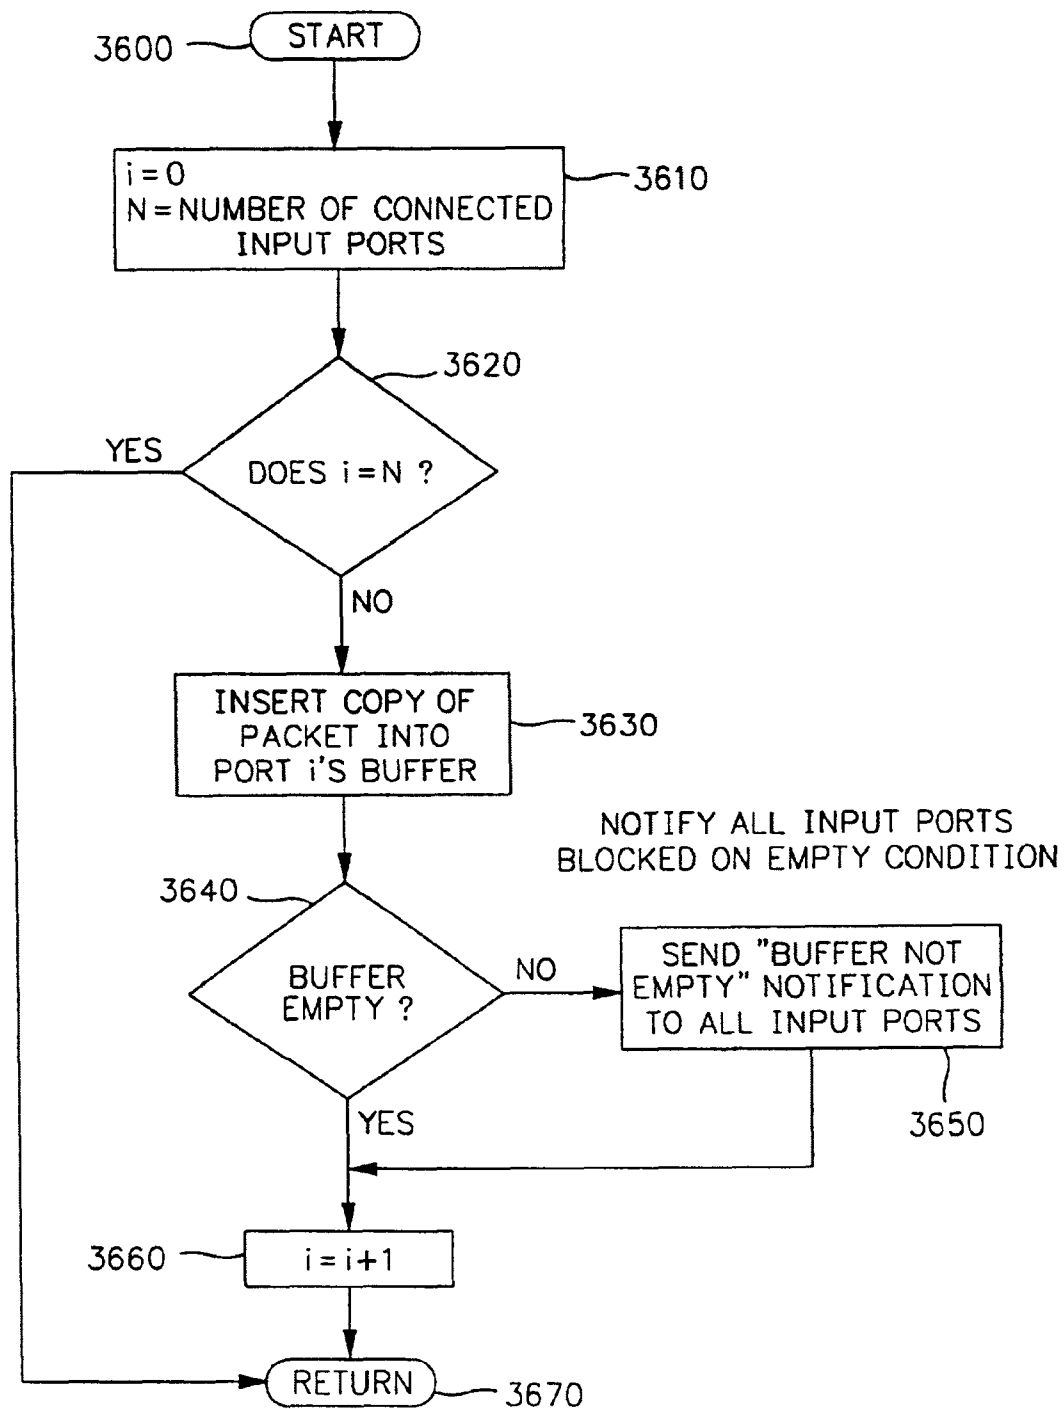 START
3600
i = 0
N = NUMBER OF CONNECTED
INPUT PORTS
3610
3620
YES
DOES i = N ?
NO
INSERT COPY OF
PACKET INTO
PORT i'S BUFFER
3630
NOTIFY ALL INPUT PORTS
BLOCKED ON EMPTY CONDITION
3640
BUFFER
EMPTY ?
NO
SEND "BUFFER NOT
EMPTY" NOTIFICATION
TO ALL INPUT PORTS
3650
YES
3660
i = i+1
RETURN
3670